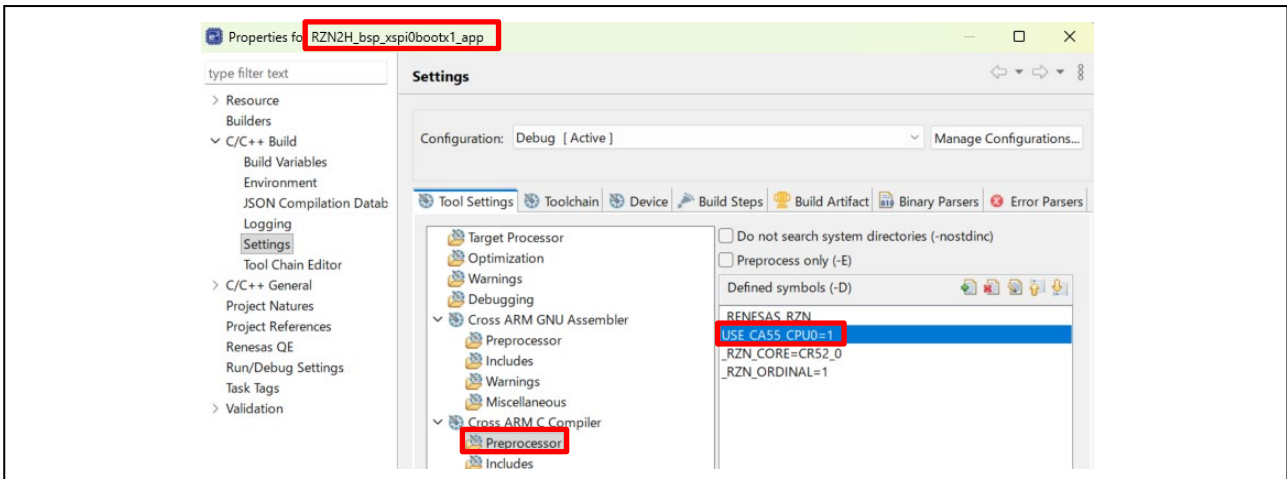 Properties for RZN2H_bsp_xspi0bootx1_app
type filter text
Settings
Resource
Builders
C/C++ Build
Build Variables
Environment
JSON Compilation Datab
Logging
Settings
Tool Chain Editor
C/C++ General
Project Natures
Project References
Renesas QE
Run/Debug Settings
Task Tags
Validation
Configuration: Debug [ Active ]
Manage Configurations...
Tool Settings Toolchain Device Build Steps Build Artifact Binary Parsers Error Parsers
Target Processor
Optimization
Warnings
Debugging
Cross ARM GNU Assembler
Preprocessor
Includes
Warnings
Miscellaneous
Cross ARM C Compiler
Preprocessor
Includes
Do not search system directories (-nostdinc)
Preprocess only (-E)
Defined symbols (-D)
_RENESAS_RZN_
USE_CA55_CPU0=1
_RZN_CORE=CR52_0
_RZN_ORDINAL=1